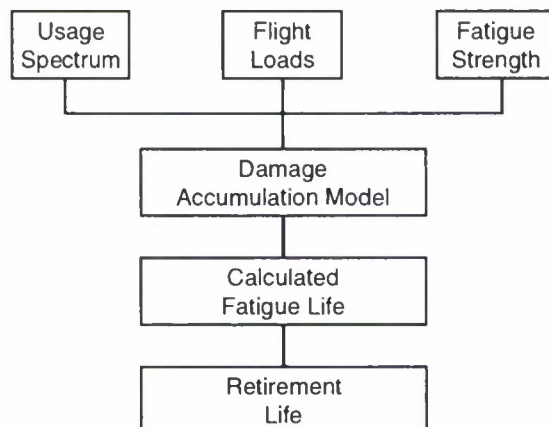 Usage
Spectrum
Flight
Loads
Fatigue
Strength
Damage
Accumulation Model
Calculated
Fatigue Life
Retirement
Life